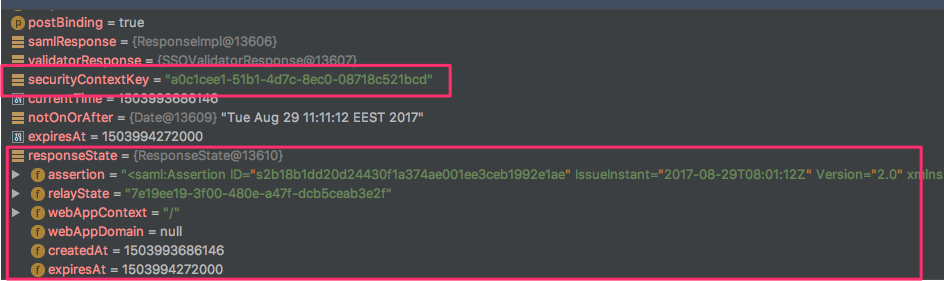 postBinding = true
samlResponse = {ResponseImpl@13606}
validatorResponse = {SSOValidatorResponse@13607}
securityContextKey = "a0c1cee1-51b1-4d7c-8ec0-08718c521bcd"
currentTime = 1503993686146
notOnOrAfter = {Date@13609} "Tue Aug 29 11:11:12 EEST 2017"
expiresAt = 1503994272000
responseState = {ResponseState@13610}
assertion = "<saml:Assertion ID="s2b18b1dd20d24430f1a374ae001ee3ceb1992e1ae" IssueInstant="2017-08-29T08:01:12Z" Version="2.0" xmlns
relayState = "7e19ee19-3f00-480e-a47f-dcb5ceab3e2f"
webAppContext = "/"
webAppDomain = null
createdAt = 1503993686146
expiresAt = 1503994272000